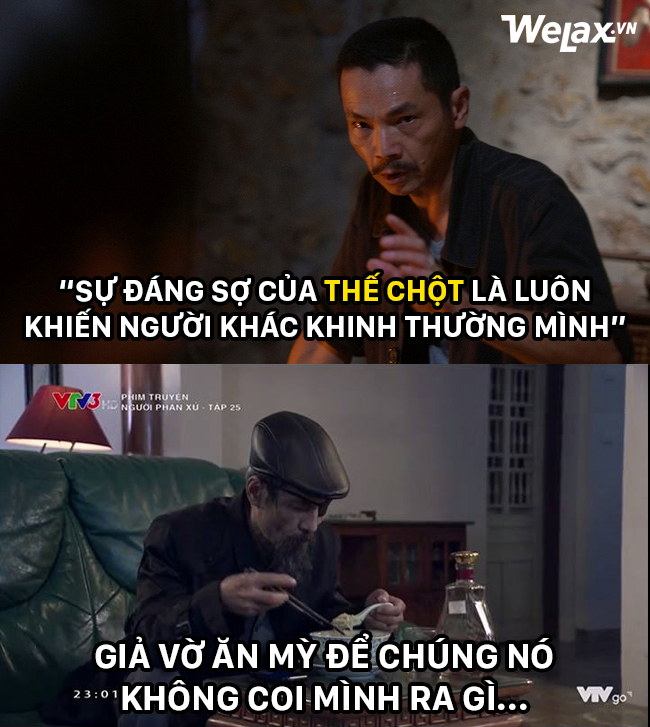 WeLax.VN
“SỰ ĐÁNG SỢ CỦA THẾ CHỘT LÀ LUÔN
KHIẾN NGƯỜI KHÁC KHINH THƯỜNG MÌNH”
VTV3 HD
PHIM TRUYỆN
NGƯỜI PHÁN XỬ - TẬP 25
GIẢ VỜ ĂN MỲ ĐỂ CHÚNG NÓ
KHÔNG COI MÌNH RA GÌ...
23:01
VTV go